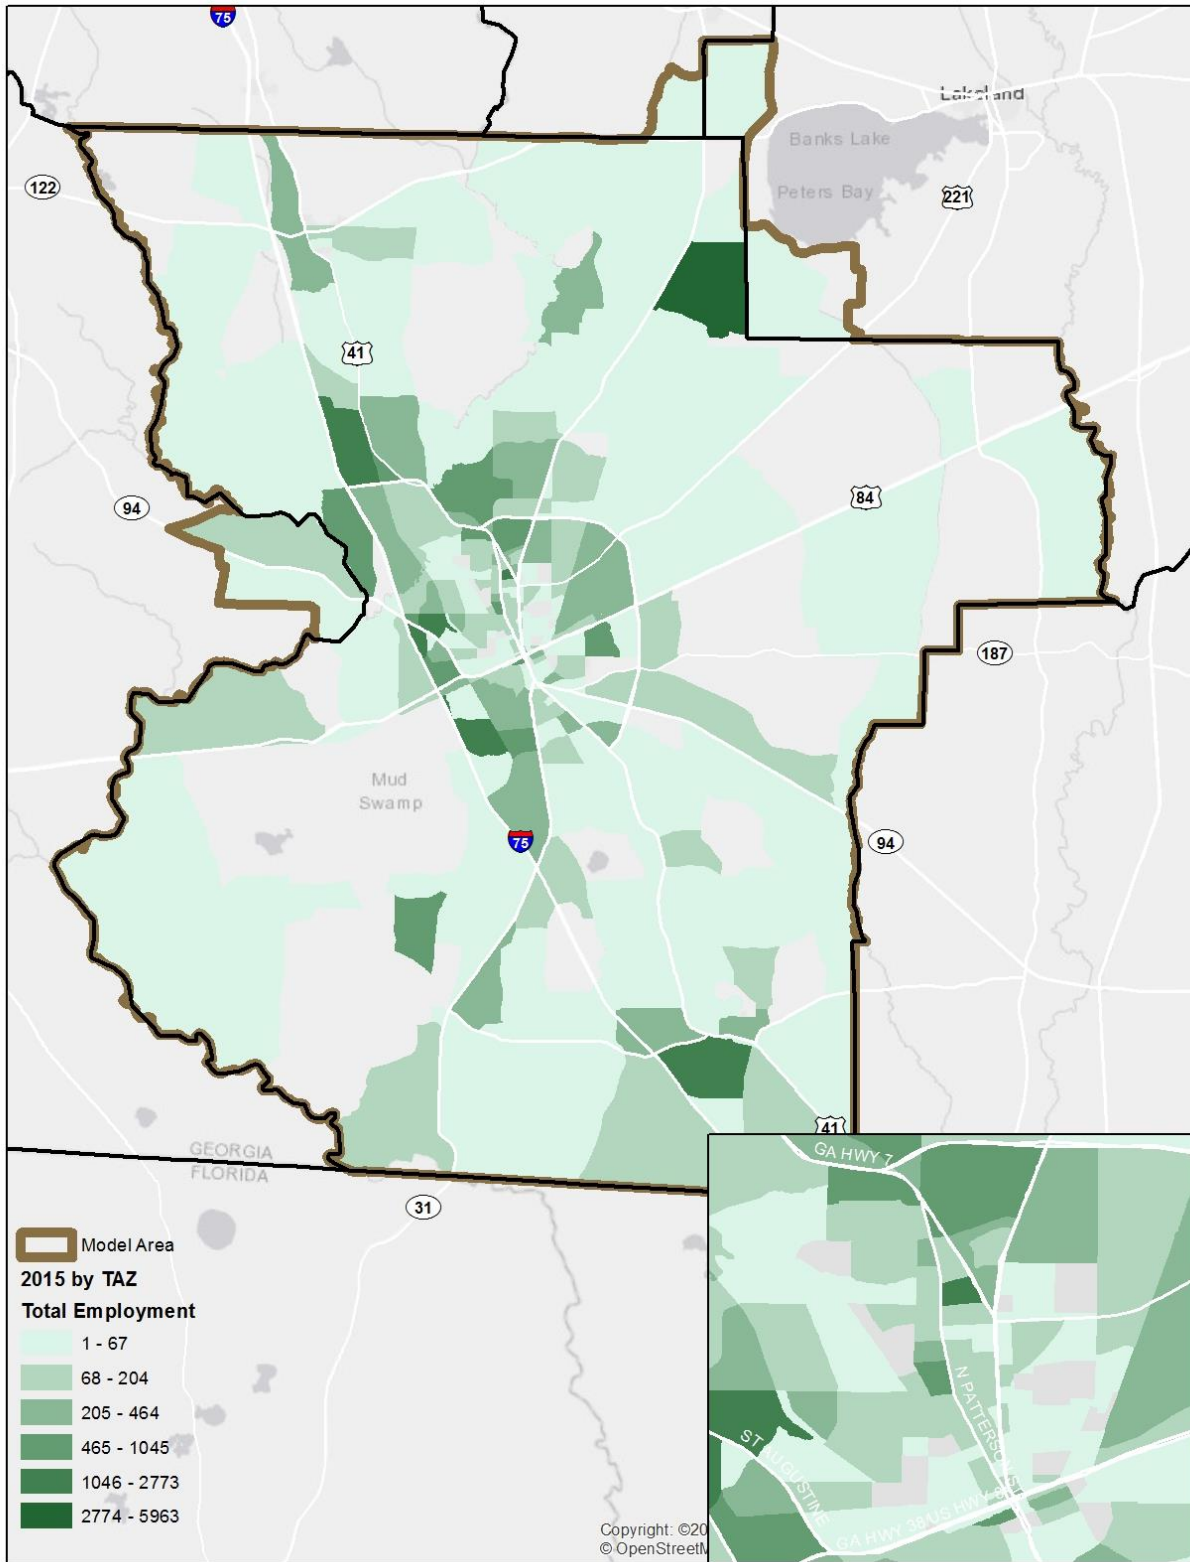 75
Lakeland
Banks Lake
122
Peters Bay
221
41
94
84
187
Mud
Swamp
75
94
41
GEORGIA
FLORIDA
31
GA HWY 7
N PATTERSON ST
ST AUGUSTINE
GA HWY 38/US HWY 8
Model Area
2015 by TAZ
Total Employment
1 - 67
68 - 204
205 - 464
465 - 1045
1046 - 2773
2774 - 5963
Copyright: ©20
© OpenStreetM